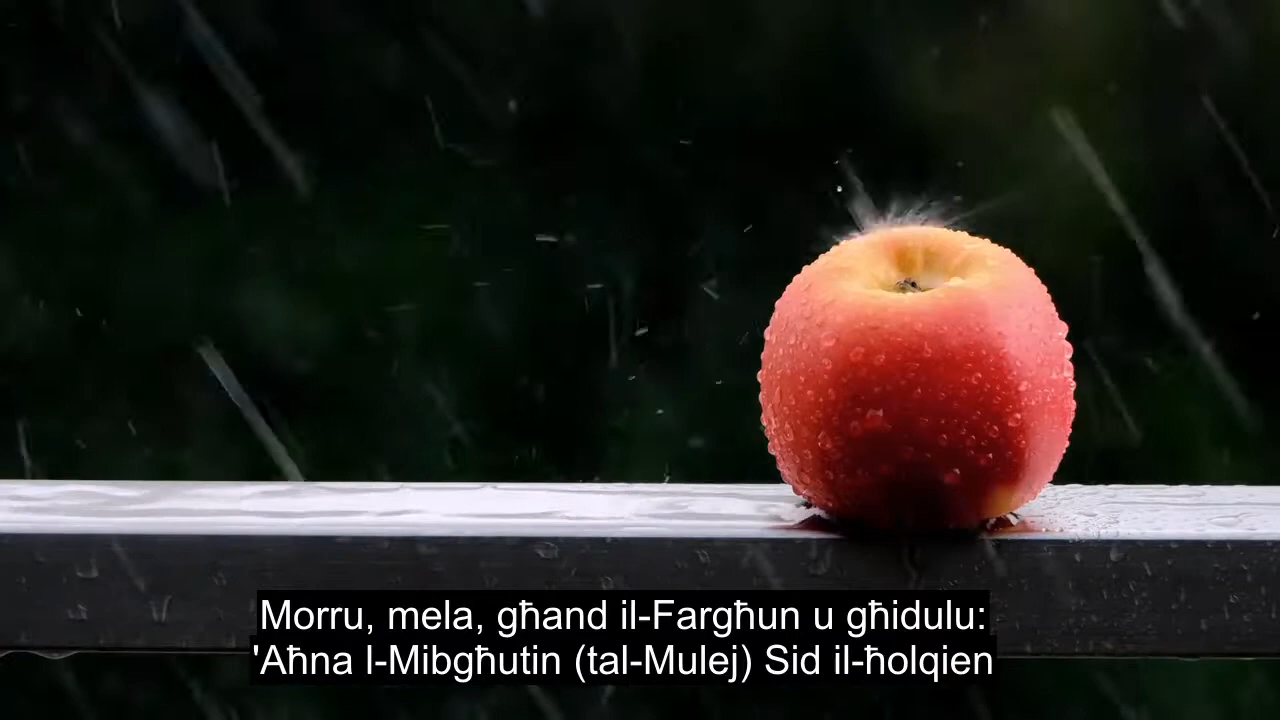 Morru, mela, għand il-Fargħun u għidulu:
'Aħna l-Mibgħutin (tal-Mulej) Sid il-ħolqien